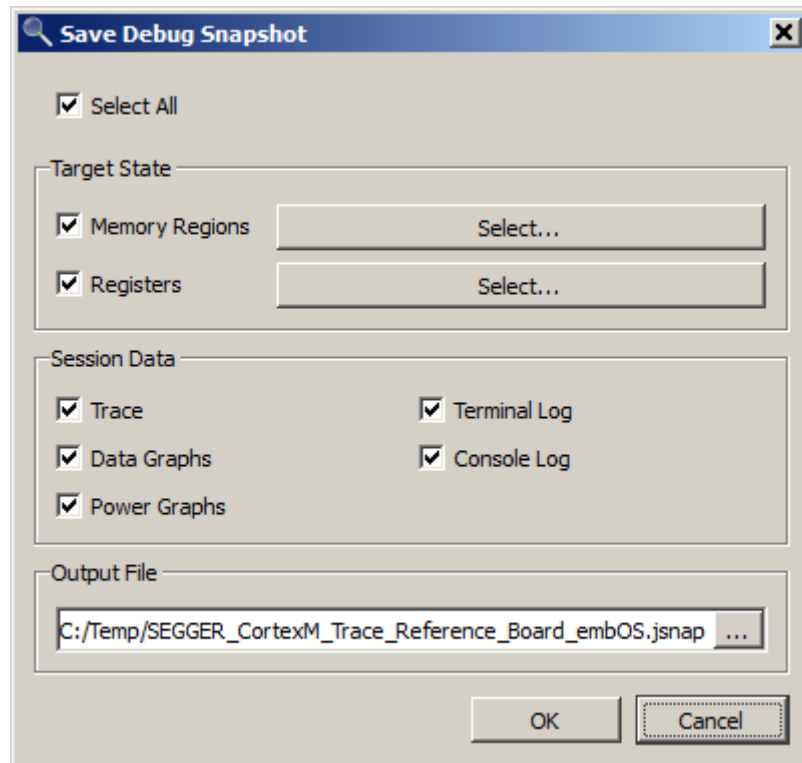 Save Debug Snapshot
Select All
Target State
Memory Regions Select...
Registers Select...
Session Data
Trace Terminal Log
Data Graphs Console Log
Power Graphs
Output File
C:/Temp/SEGGER_CortexM_Trace_Reference_Board_embOS.jsnap ...
OK Cancel